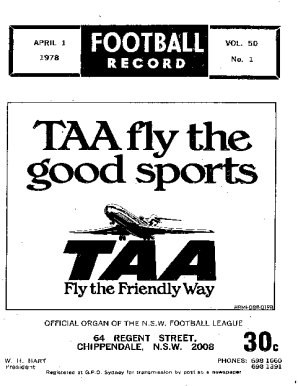 APRIL 1
1978
FOOTBALL
RECORD
VOL. 50
No. 1
TAA fly the
good sports
TAA
Fly the Friendly Way
OFFICIAL ORGAN OF THE N.S.W. FOOTBALL LEAGUE
64 REGENT STREET,
CHIPPENDALE, N.S.W. 2008
30c
W. H. HART
President
PHONES: 698 1660
698 1391
Registered at G.P.O. Sydney for transmission by post as a newspaper